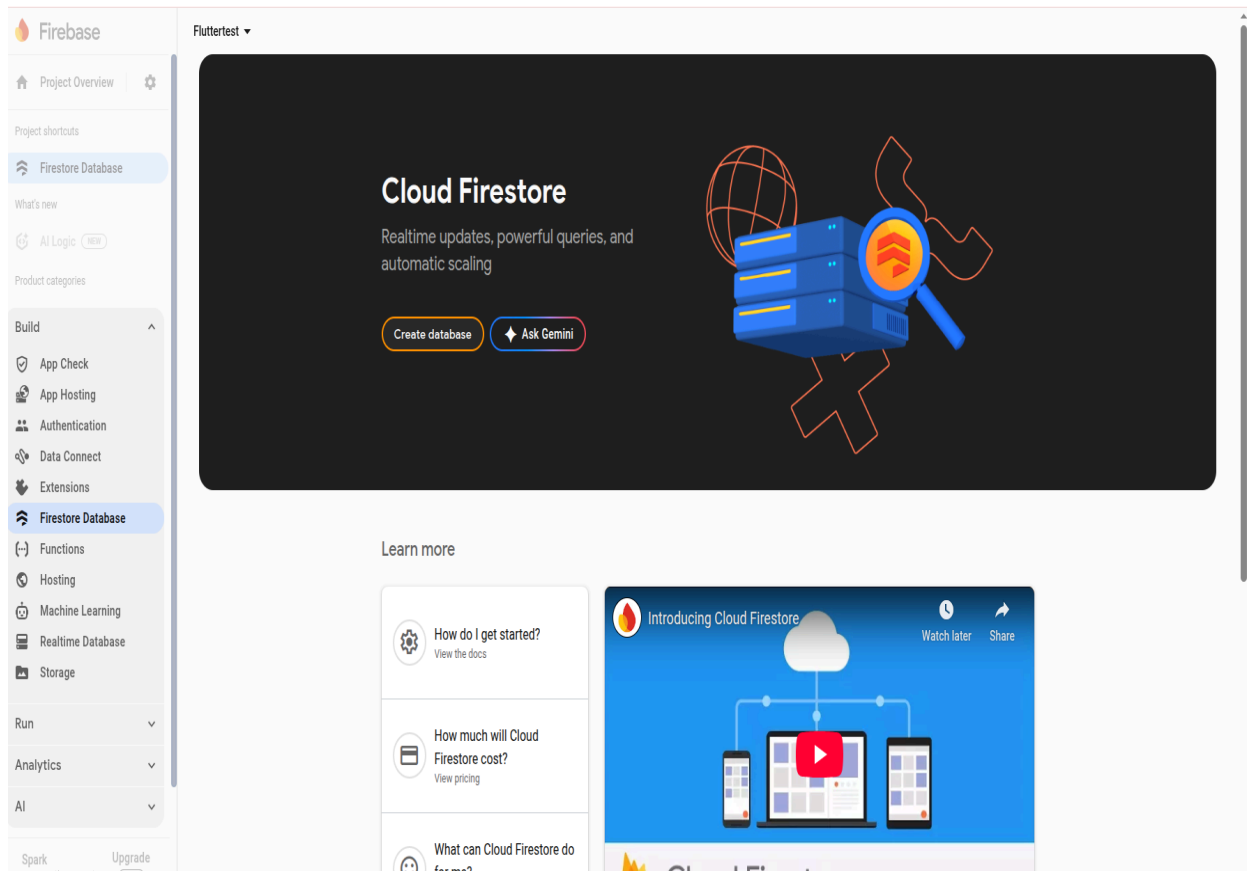 Firebase
Fluttertest
Project Overview
Project shortcuts
Firestore Database
What's new
AI Logic NEW
Product categories
Build
App Check
App Hosting
Authentication
Data Connect
Extensions
Firestore Database
Functions
Hosting
Machine Learning
Realtime Database
Storage
Run
Analytics
AI
Spark
Upgrade
Cloud Firestore
Realtime updates, powerful queries, and
automatic scaling
Create database
Ask Gemini
Learn more
How do I get started?
View the docs
How much will Cloud
Firestore cost?
View pricing
What can Cloud Firestore do
for me?
Introducing Cloud Firestore
Watch later
Share
Cloud Firestore